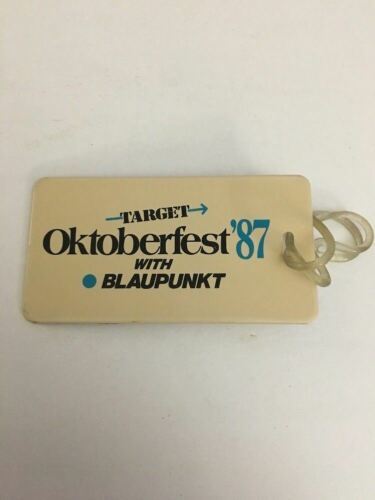 TARGET
Oktoberfest '87
WITH
BLAUPUNKT